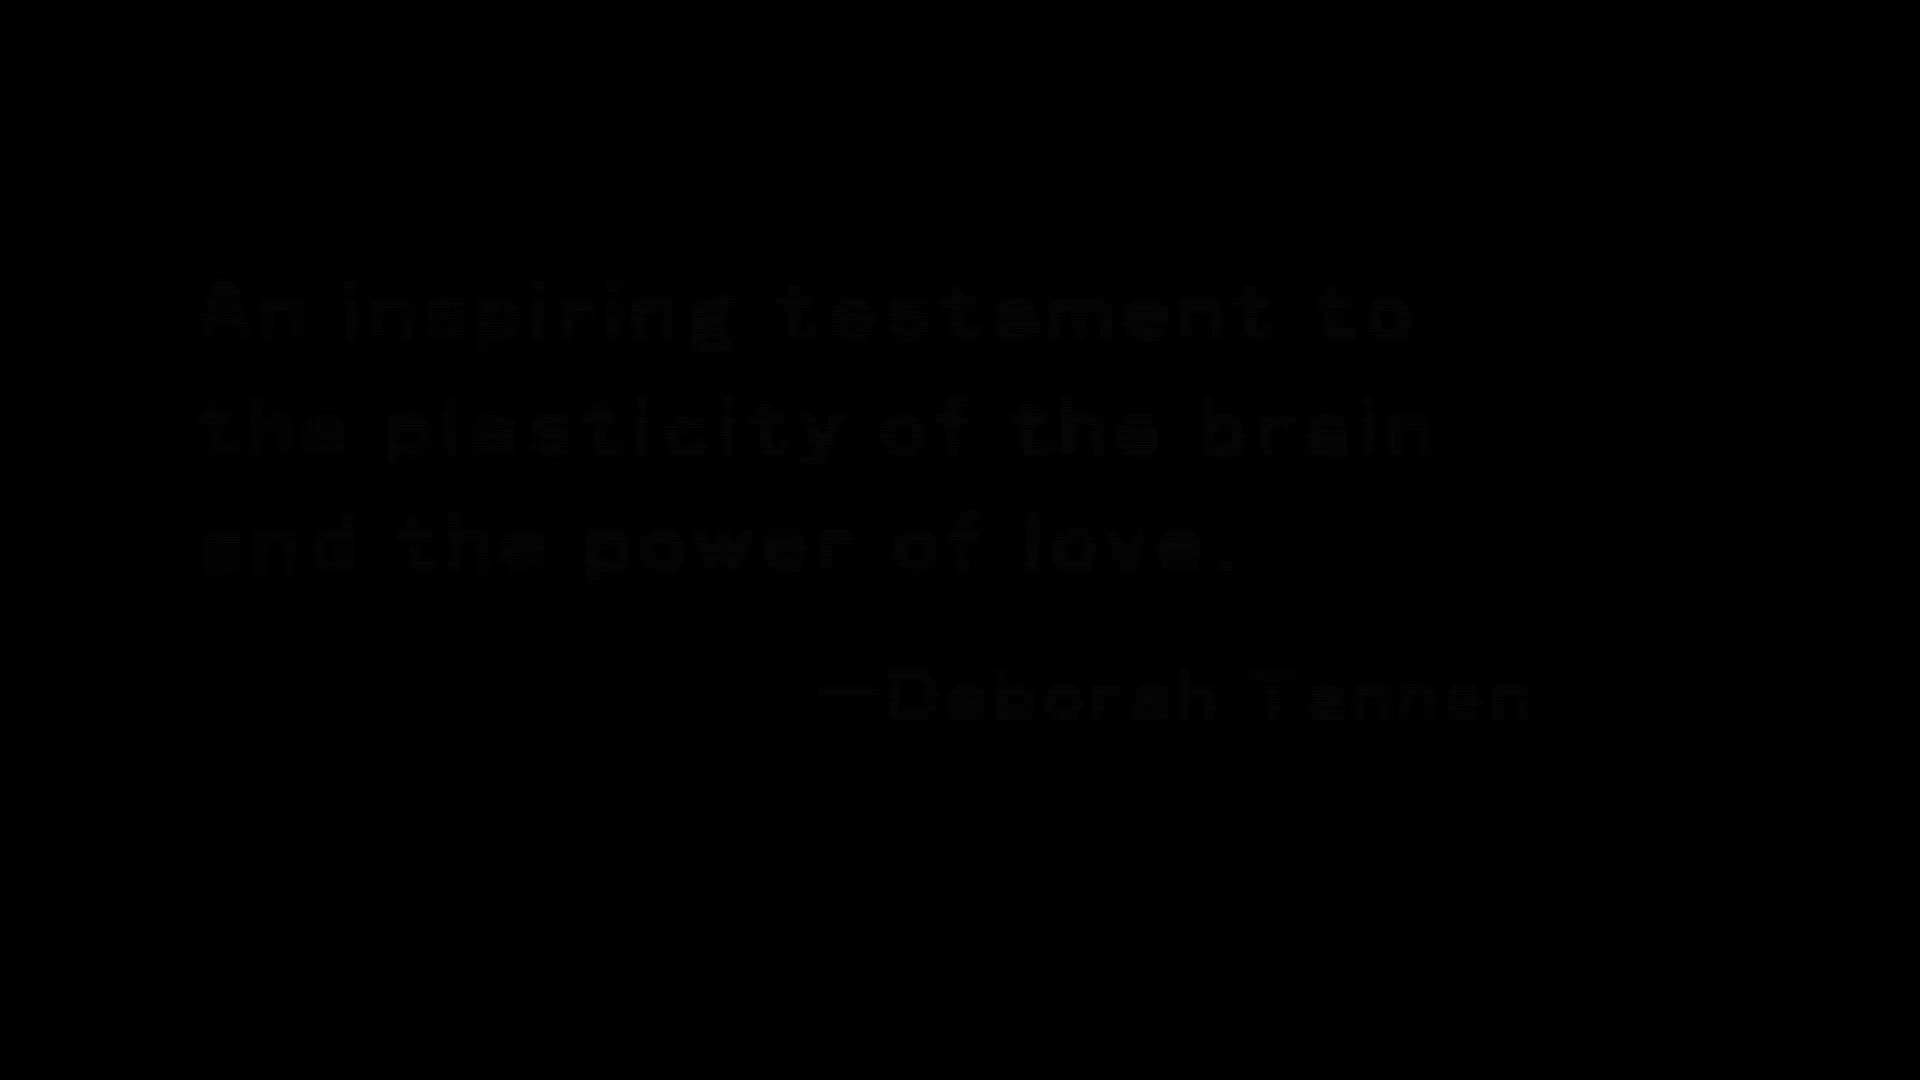 An inspiring testament to
the plasticity of the brain
and the power of love.
—Deborah Tannen